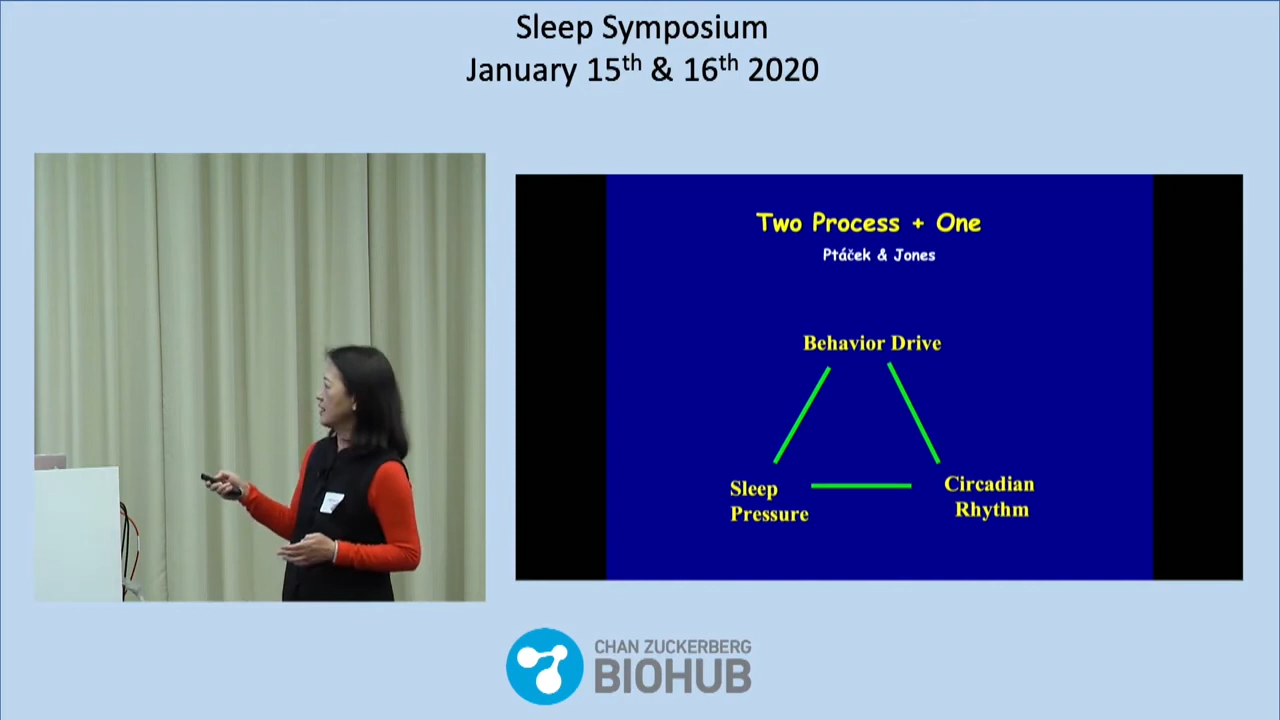 Sleep Symposium
January 15th & 16th 2020
Two Process + One
Ptáček & Jones
Behavior Drive
Sleep
Pressure
Circadian
Rhythm
CHAN ZUCKERBERG
BIOHUB